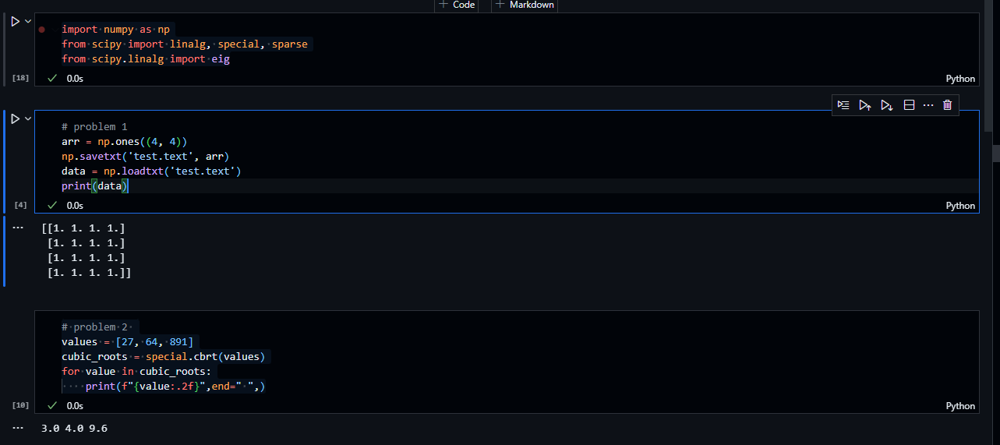 + Code + Markdown
import numpy as np
from scipy import linalg, special, sparse
from scipy.linalg import eig
[18] 0.0s Python
# problem 1
arr = np.ones((4, 4))
np.savetxt('test.text', arr)
data = np.loadtxt('test.text')
print(data)
[4] 0.0s Python
[[1. 1. 1. 1.]
[1. 1. 1. 1.]
[1. 1. 1. 1.]
[1. 1. 1. 1.]]
# problem 2
values = [27, 64, 891]
cubic_roots = special.cbrt(values)
for value in cubic_roots:
print(f"{value:.2f}",end=" ",)
[10] 0.0s Python
3.0 4.0 9.6